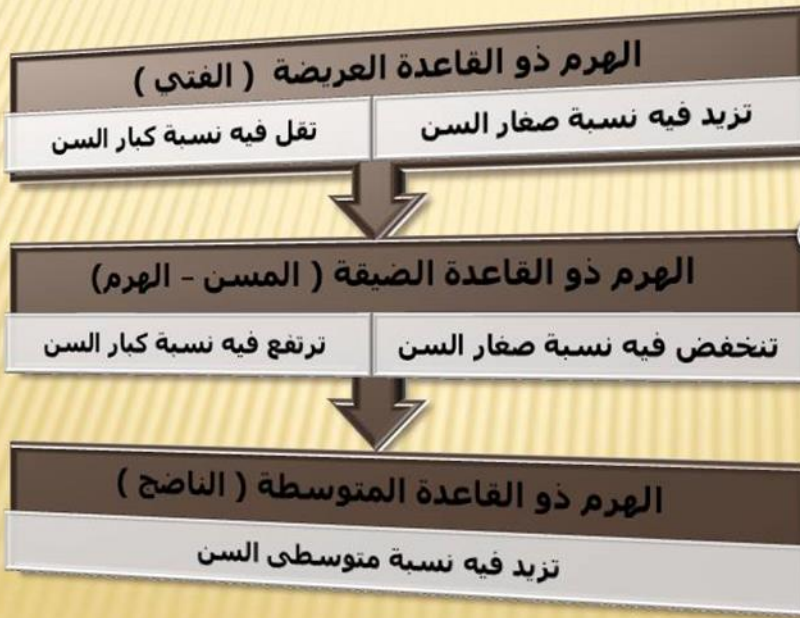 الهرم ذو القاعدة العريضة ( الفتي )
تزيد فيه نسبة صغار السن
تقل فيه نسبة كبار السن
الهرم ذو القاعدة الضيقة ( المسن - الهرم)
تنخفض فيه نسبة صغار السن
ترتفع فيه نسبة كبار السن
الهرم ذو القاعدة المتوسطة ( الناضج )
تزيد فيه نسبة متوسطى السن